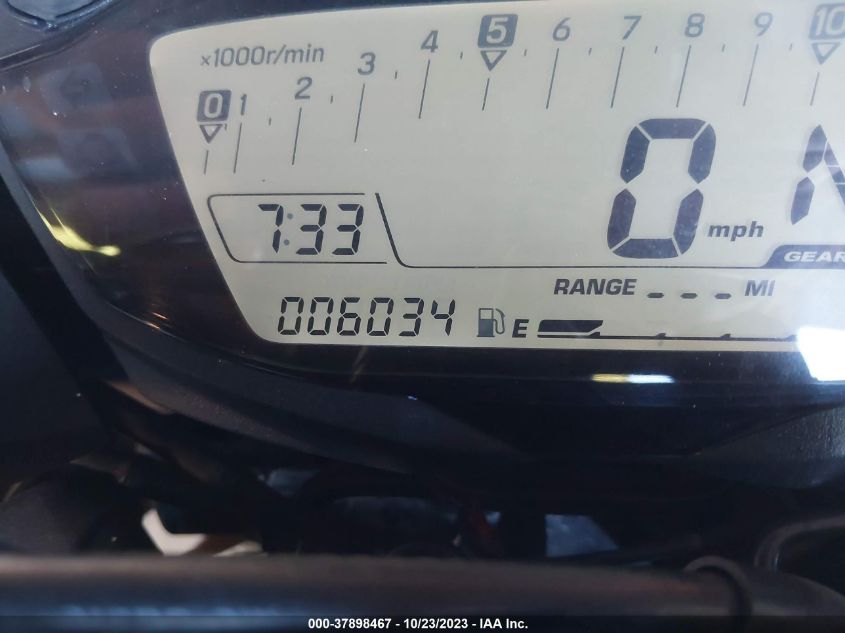 ×1000r/min
0 1 2 3 4 5 6 7 8 9 10
7:33
0 mph
N
GEAR
RANGE _ _ _ MI
006034
E
000-37898467 - 10/23/2023 - IAA Inc.